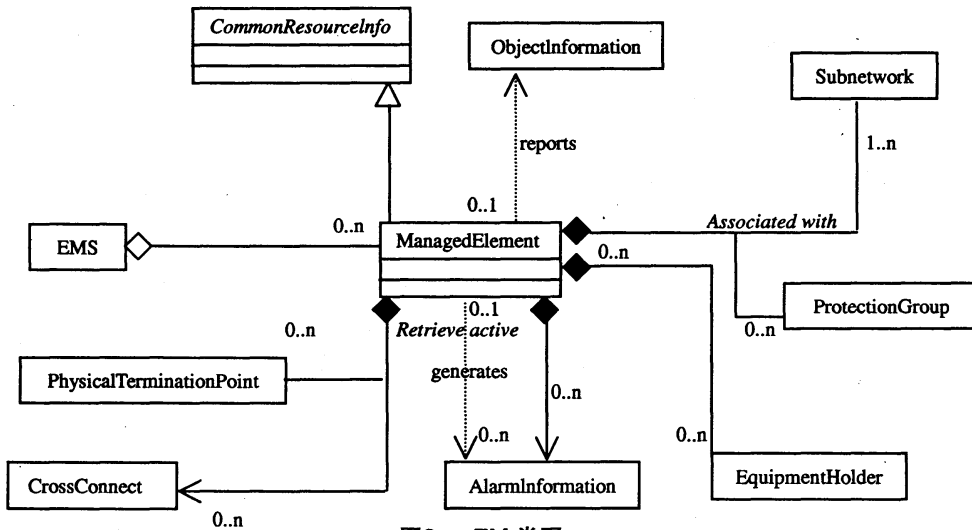 CommonResourceInfo
ObjectInformation
Subnetwork
1..n
reports
0..1
0..n
EMS
ManagedElement
Associated with
0..n
ProtectionGroup
0..n
0..1
Retrieve active
0..n
PhysicalTerminationPoint
generates
0..n
0..n
0..n
EquipmentHolder
CrossConnect
AlarmInformation
0..n